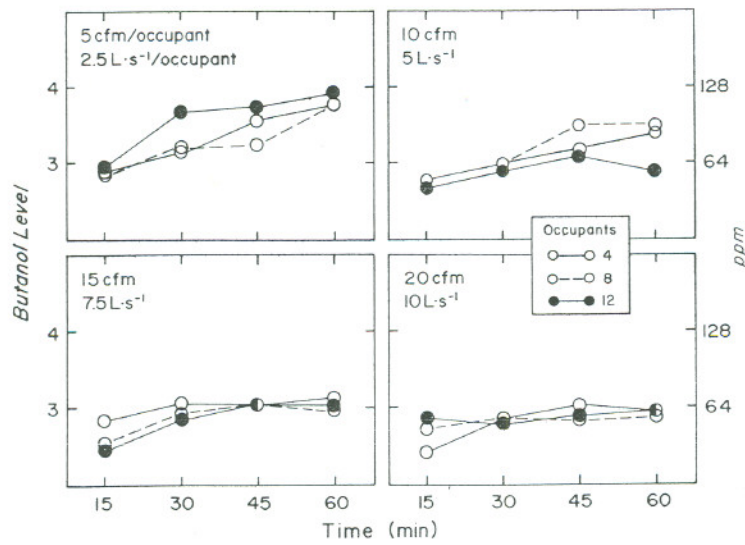 5 cfm/occupant
2.5 L·s⁻¹/occupant
10 cfm
5 L·s⁻¹
4
3
128
64
Butanol Level
ppm
Occupants
4
8
12
15 cfm
7.5 L·s⁻¹
20 cfm
10 L·s⁻¹
4
3
128
64
15 30 45 60 15 30 45 60
Time (min)